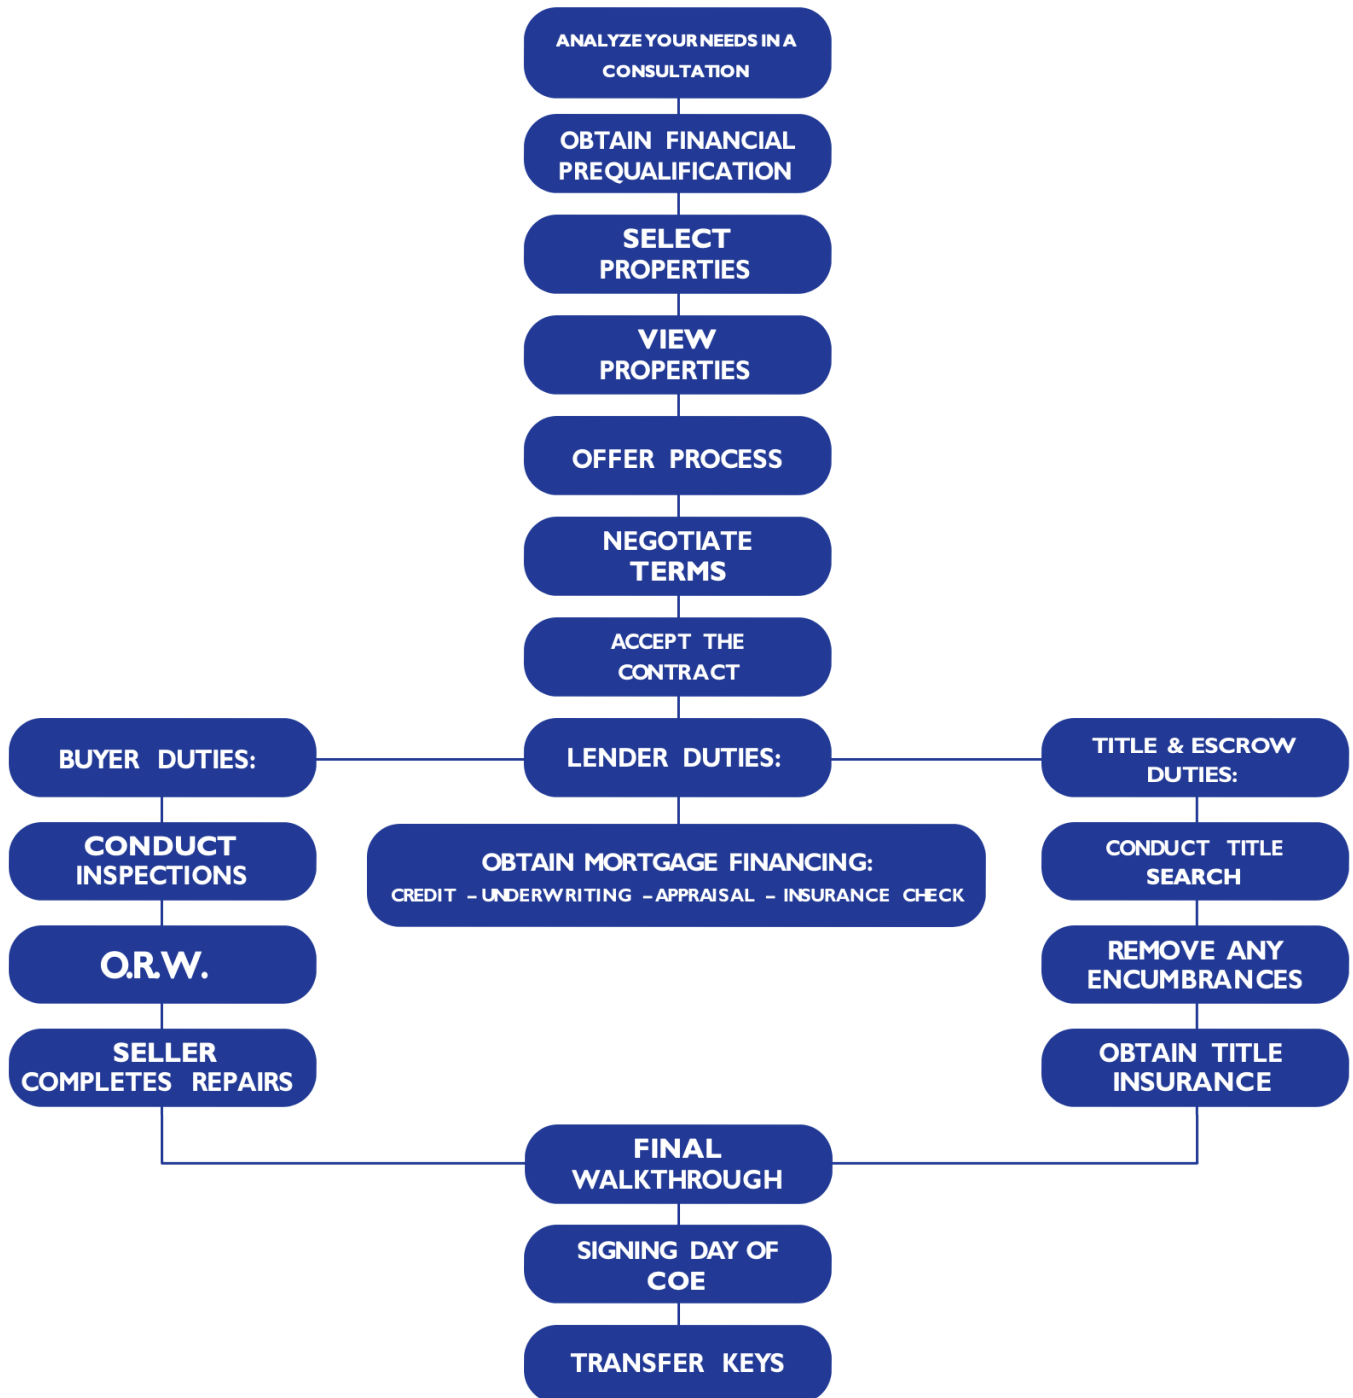 ANALYZE YOUR NEEDS IN A
CONSULTATION
OBTAIN FINANCIAL
PREQUALIFICATION
SELECT
PROPERTIES
VIEW
PROPERTIES
OFFER PROCESS
NEGOTIATE
TERMS
ACCEPT THE
CONTRACT
BUYER DUTIES:
LENDER DUTIES:
TITLE & ESCROW
DUTIES:
CONDUCT
INSPECTIONS
OBTAIN MORTGAGE FINANCING:
CREDIT – UNDERWRITING – APPRAISAL – INSURANCE CHECK
CONDUCT TITLE
SEARCH
O.R.W.
REMOVE ANY
ENCUMBRANCES
SELLER
COMPLETES REPAIRS
OBTAIN TITLE
INSURANCE
FINAL
WALKTHROUGH
SIGNING DAY OF
COE
TRANSFER KEYS